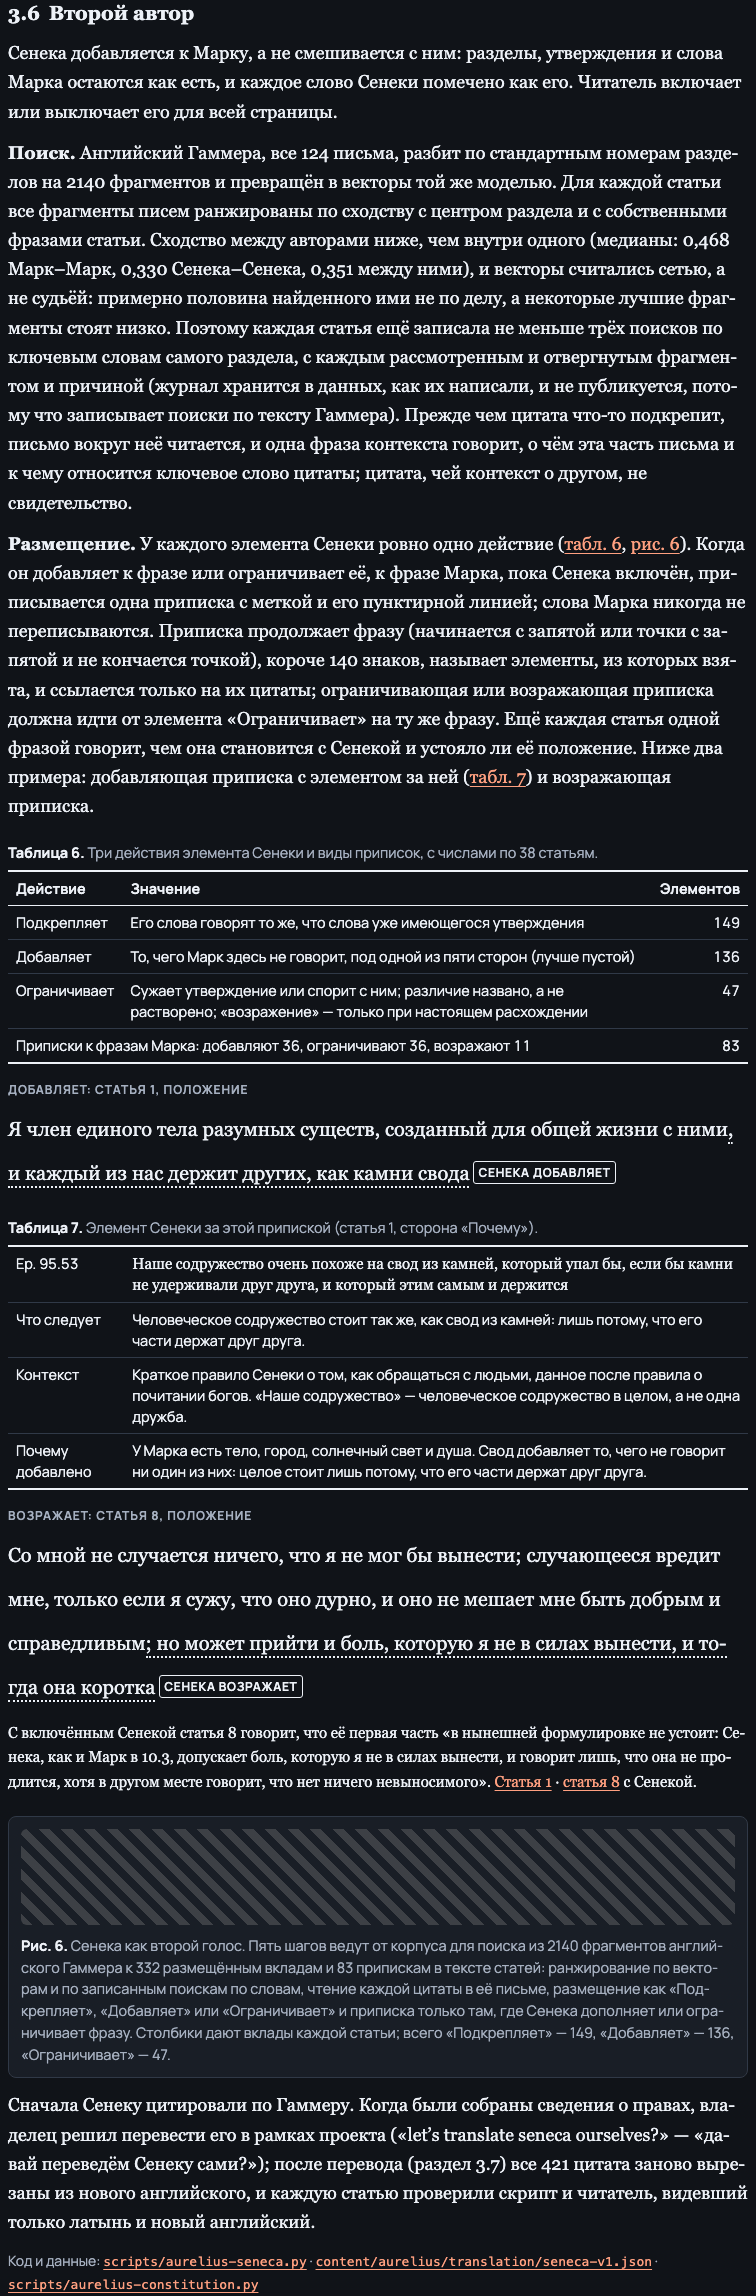 3.6 Второй автор
Сенека добавляется к Марку, а не смешивается с ним: разделы, утверждения и слова
Марка остаются как есть, и каждое слово Сенеки помечено как его. Читатель включает
или выключает его для всей страницы.
Поиск. Английский Гаммера, все 124 письма, разбит по стандартным номерам разде-
лов на 2140 фрагментов и превращён в векторы той же моделью. Для каждой статьи
все фрагменты писем ранжированы по сходству с центром раздела и с собственными
фразами статьи. Сходство между авторами ниже, чем внутри одного (медианы: 0,468
Марк–Марк, 0,330 Сенека–Сенека, 0,351 между ними), и векторы считались сетью, а
не судьёй: примерно половина найденного ими не по делу, а некоторые лучшие фраг-
менты стоят низко. Поэтому каждая статья ещё записала не меньше трёх поисков по
ключевым словам самого раздела, с каждым рассмотренным и отвергнутым фрагмен-
том и причиной (журнал хранится в данных, как их написали, и не публикуется, пото-
му что записывает поиски по тексту Гаммера). Прежде чем цитата что-то подкрепит,
письмо вокруг неё читается, и одна фраза контекста говорит, о чём эта часть письма и
к чему относится ключевое слово цитаты; цитата, чей контекст о другом, не
свидетельство.
Размещение. У каждого элемента Сенеки ровно одно действие (табл. 6, рис. 6). Когда
он добавляет к фразе или ограничивает её, к фразе Марка, пока Сенека включён, при-
писывается одна приписка с меткой и его пунктирной линией; слова Марка никогда не
переписываются. Приписка продолжает фразу (начинается с запятой или точки с за-
пятой и не кончается точкой), короче 140 знаков, называет элементы, из которых взя-
та, и ссылается только на их цитаты; ограничивающая или возражающая приписка
должна идти от элемента «Ограничивает» на ту же фразу. Ещё каждая статья одной
фразой говорит, чем она становится с Сенекой и устояло ли её положение. Ниже два
примера: добавляющая приписка с элементом за ней (табл. 7) и возражающая
приписка.
Таблица 6. Три действия элемента Сенеки и виды приписок, с числами по 38 статьям.
Действие Значение Элементов
Подкрепляет Его слова говорят то же, что слова уже имеющегося утверждения 149
Добавляет То, чего Марк здесь не говорит, под одной из пяти сторон (лучше пустой) 136
Ограничивает Сужает утверждение или спорит с ним; различие названо, а не 47
растворено; «возражение» — только при настоящем расхождении
Приписки к фразам Марка: добавляют 36, ограничивают 36, возражают 11 83
ДОБАВЛЯЕТ: СТАТЬЯ 1, ПОЛОЖЕНИЕ
Я член единого тела разумных существ, созданный для общей жизни с ними,
и каждый из нас держит других, как камни свода СЕНЕКА ДОБАВЛЯЕТ
Таблица 7. Элемент Сенеки за этой припиской (статья 1, сторона «Почему»).
Ep. 95.53 Наше содружество очень похоже на свод из камней, который упал бы, если бы камни
не удерживали друг друга, и который этим самым и держится
Что следует Человеческое содружество стоит так же, как свод из камней: лишь потому, что его
части держат друг друга.
Контекст Краткое правило Сенеки о том, как обращаться с людьми, данное после правила о
почитании богов. «Наше содружество» — человеческое содружество в целом, а не одна
дружба.
Почему У Марка есть тело, город, солнечный свет и душа. Свод добавляет то, чего не говорит
добавлено ни один из них: целое стоит лишь потому, что его части держат друг друга.
ВОЗРАЖАЕТ: СТАТЬЯ 8, ПОЛОЖЕНИЕ
Со мной не случается ничего, что я не мог бы вынести; случающееся вредит
мне, только если я сужу, что оно дурно, и оно не мешает мне быть добрым и
справедливым; но может прийти и боль, которую я не в силах вынести, и то-
гда она коротка СЕНЕКА ВОЗРАЖАЕТ
С включённым Сенекой статья 8 говорит, что её первая часть «в нынешней формулировке не устоит: Се-
нека, как и Марк в 10.3, допускает боль, которую я не в силах вынести, и говорит лишь, что она не про-
длится, хотя в другом месте говорит, что нет ничего невыносимого». Статья 1 · статья 8 с Сенекой.
Рис. 6. Сенека как второй голос. Пять шагов ведут от корпуса для поиска из 2140 фрагментов англий-
ского Гаммера к 332 размещённым вкладам и 83 припискам в тексте статей: ранжирование по векто-
рам и по записанным поискам по словам, чтение каждой цитаты в её письме, размещение как «Под-
крепляет», «Добавляет» или «Ограничивает» и приписка только там, где Сенека дополняет или огра-
ничивает фразу. Столбики дают вклады каждой статьи; всего «Подкрепляет» — 149, «Добавляет» — 136,
«Ограничивает» — 47.
Сначала Сенеку цитировали по Гаммеру. Когда были собраны сведения о правах, вла-
делец решил перевести его в рамках проекта («let’s translate seneca ourselves?» — «да-
вай переведём Сенеку сами?»); после перевода (раздел 3.7) все 421 цитата заново выре-
заны из нового английского, и каждую статью проверили скрипт и читатель, видевший
только латынь и новый английский.
Код и данные: scripts/aurelius-seneca.py · content/aurelius/translation/seneca-v1.json ·
scripts/aurelius-constitution.py